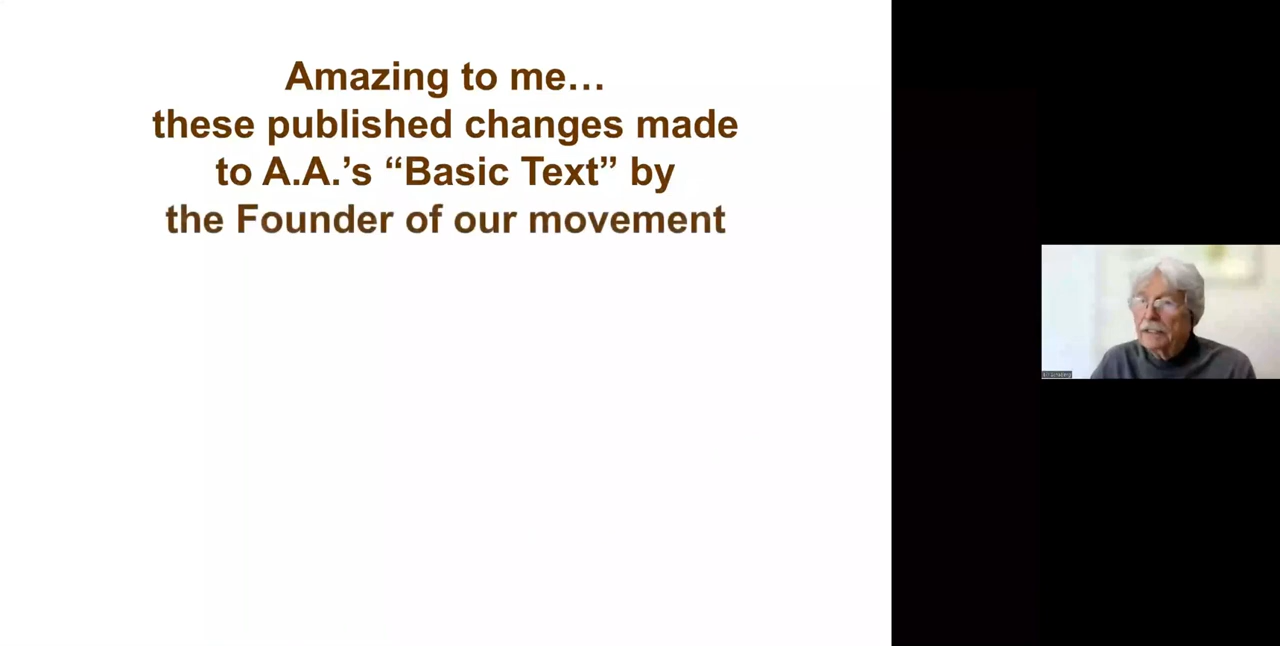 Amazing to me…
these published changes made
to A.A.’s “Basic Text” by
the Founder of our movement